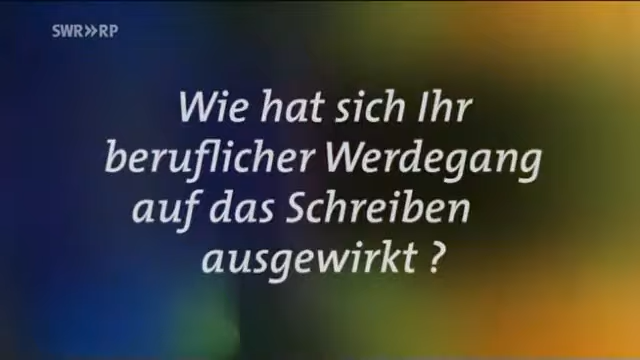 SWR»RP
Wie hat sich Ihr
beruflicher Werdegang
auf das Schreiben
ausgewirkt ?